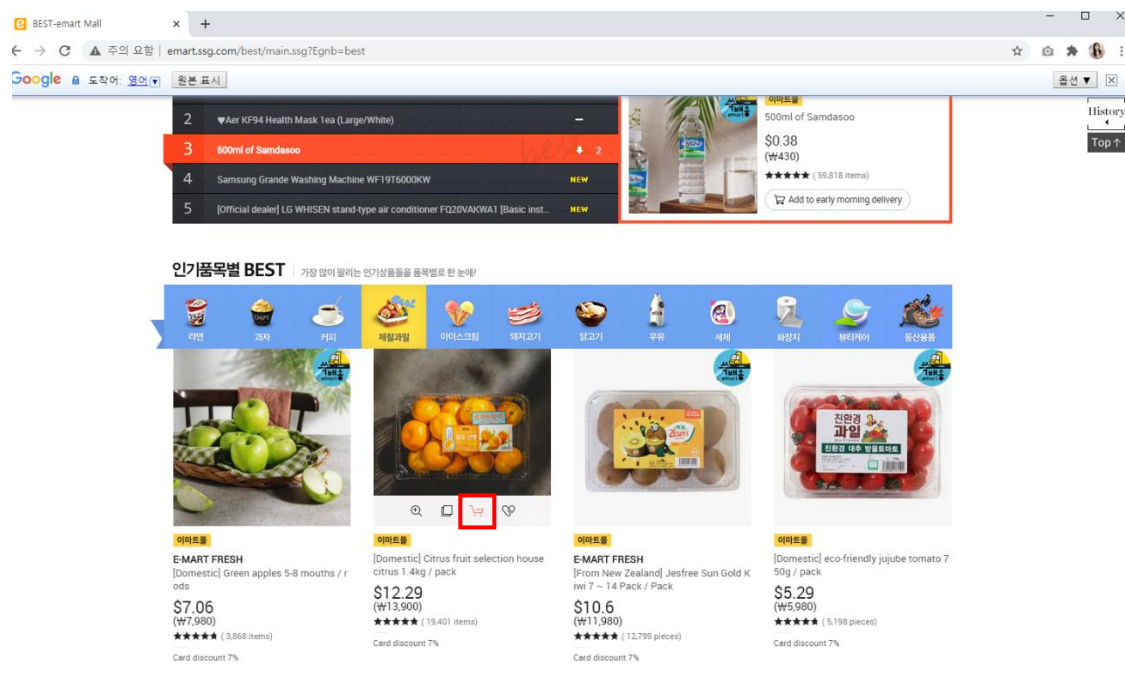 BEST-emart Mall
주의 요함 | emart.ssg.com/best/main.ssg?Egnb=best
Google 도착어: 영어 원본 표시 옵션 ▼
2 ♥Aer KF94 Health Mask 1ea (Large/White)
3 500ml of Samdasoo 2
4 Samsung Grande Washing Machine WF19T6000KW NEW
5 [Official dealer] LG WHISEN stand-type air conditioner FQ20VAKWA1 [Basic inst... NEW
best
이마트몰
500ml of Samdasoo
$0.38
(₩430)
★★★★★ ( 59,818 items)
Add to early morning delivery
History
Top↑
인기품목별 BEST 가장 많이 팔리는 인기상품들을 품목별로 한 눈에!
Best
라면 과자 커피 제철과일 아이스크림 돼지고기 닭고기 우유 세제 화장지 뷰티케어 등산용품
친환경
과일
친환경 대추 방울토마토
이마트몰
E-MART FRESH
[Domestic] Green apples 5-8 mouths / r
ods
$7.06
(₩7,980)
★★★★★ ( 3,868 items)
Card discount 7%
이마트몰
[Domestic] Citrus fruit selection house
citrus 1.4kg / pack
$12.29
(₩13,900)
★★★★★ ( 19,401 items)
Card discount 7%
이마트몰
E-MART FRESH
[From New Zealand] Jesfree Sun Gold K
iwi 7 ~ 14 Pack / Pack
$10.6
(₩11,980)
★★★★★ ( 12,799 pieces)
Card discount 7%
이마트몰
[Domestic] eco-friendly jujube tomato 7
50g / pack
$5.29
(₩5,980)
★★★★★ ( 5,198 pieces)
Card discount 7%